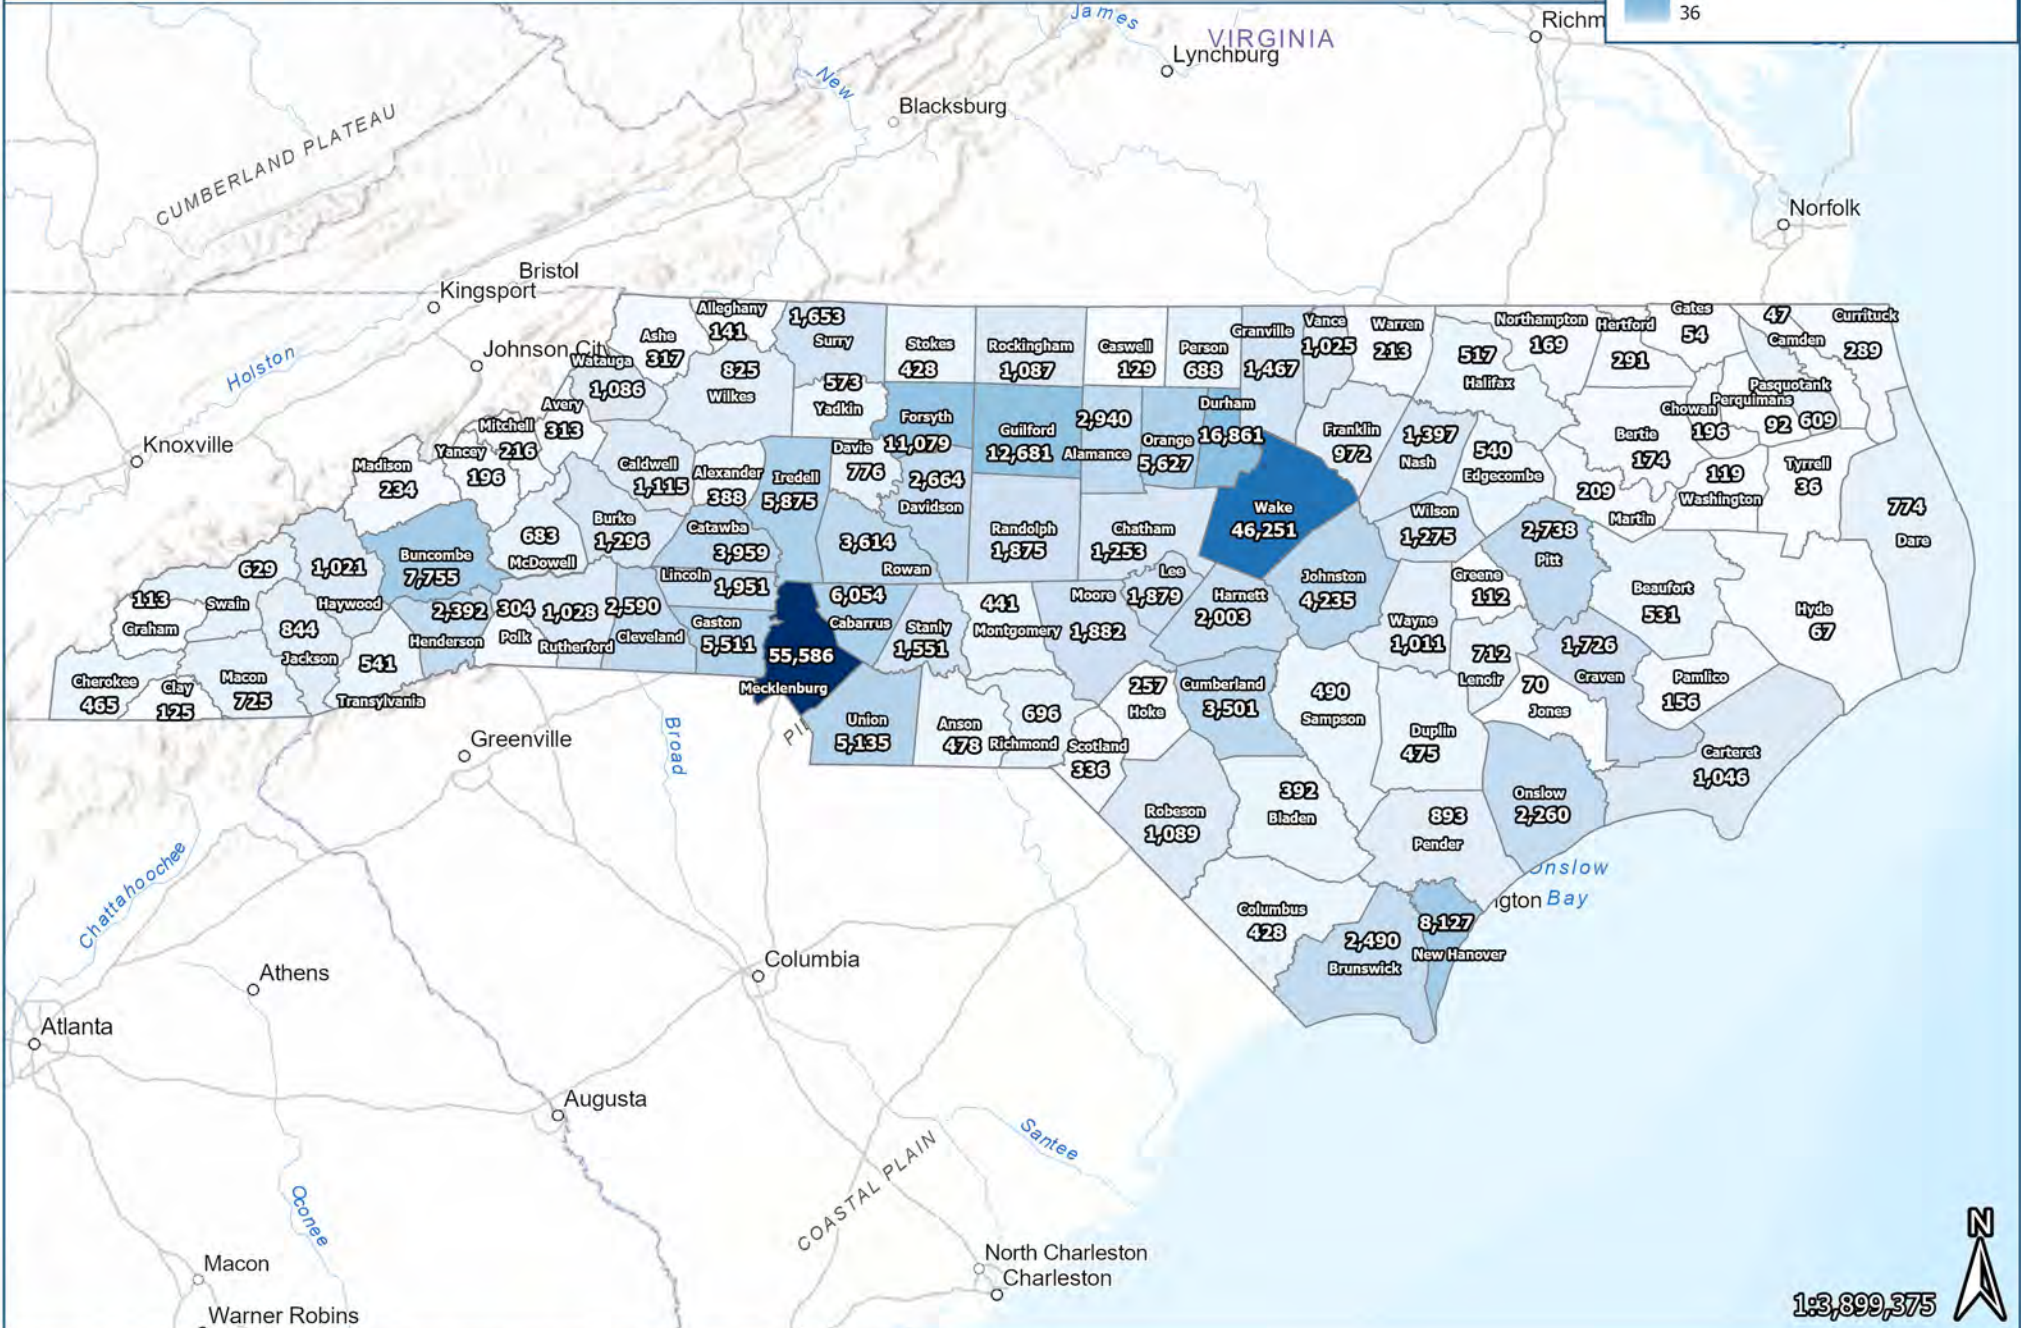 36
James
VIRGINIA
Richm
Lynchburg
New
Blacksburg
CUMBERLAND PLATEAU
Norfolk
Bristol
Kingsport
Johnson City
Holston
Knoxville
Alleghany
141
Ashe
317
Watauga
1,086
1,653
Surry
825
Wilkes
Stokes
428
Rockingham
1,087
Caswell
129
Person
688
Granville
1,467
Vance
1,025
Warren
213
Northampton
169
517
Halifax
Hertford
291
Gates
54
47
Camden
Currituck
289
Pasquotank
609
Perquimans
92
Chowan
196
Avery
313
Mitchell
216
Yancey
196
Madison
234
573
Yadkin
Forsyth
11,079
Guilford
12,681
2,940
Alamance
Orange
5,627
Durham
16,861
Franklin
972
1,397
Nash
540
Edgecombe
Bertie
174
209
Martin
119
Washington
Tyrrell
36
774
Dare
Caldwell
1,115
Alexander
388
Iredell
5,875
Davie
776
2,664
Davidson
Randolph
1,875
Chatham
1,253
Wake
46,251
Wilson
1,275
2,738
Pitt
Beaufort
531
Hyde
67
Burke
1,296
683
McDowell
Buncombe
7,755
1,021
Haywood
629
Swain
113
Graham
Catawba
3,959
3,614
Rowan
Lincoln
1,951
6,054
Cabarrus
Stanly
1,551
441
Montgomery
Moore
1,882
Lee
1,879
Harnett
2,003
Johnston
4,235
Wayne
1,011
Greene
112
712
Lenoir
1,726
Craven
Pamlico
156
Cherokee
465
Clay
125
Macon
725
844
Jackson
541
Transylvania
2,392
Henderson
304
Polk
1,028
Rutherford
2,590
Cleveland
Gaston
5,511
55,586
Mecklenburg
Union
5,135
Anson
478
696
Richmond
Scotland
336
257
Hoke
Cumberland
3,501
490
Sampson
Duplin
475
70
Jones
Carteret
1,046
Robeson
1,089
392
Bladen
893
Pender
Onslow
2,260
Columbus
428
2,490
Brunswick
8,127
New Hanover
Onslow
Bay
ngton
Greenville
Broad
PI
Chattahoochee
Athens
Atlanta
Columbia
Augusta
Santee
COASTAL PLAIN
Oconee
Macon
Warner Robins
North Charleston
Charleston
N
1:3,899,375